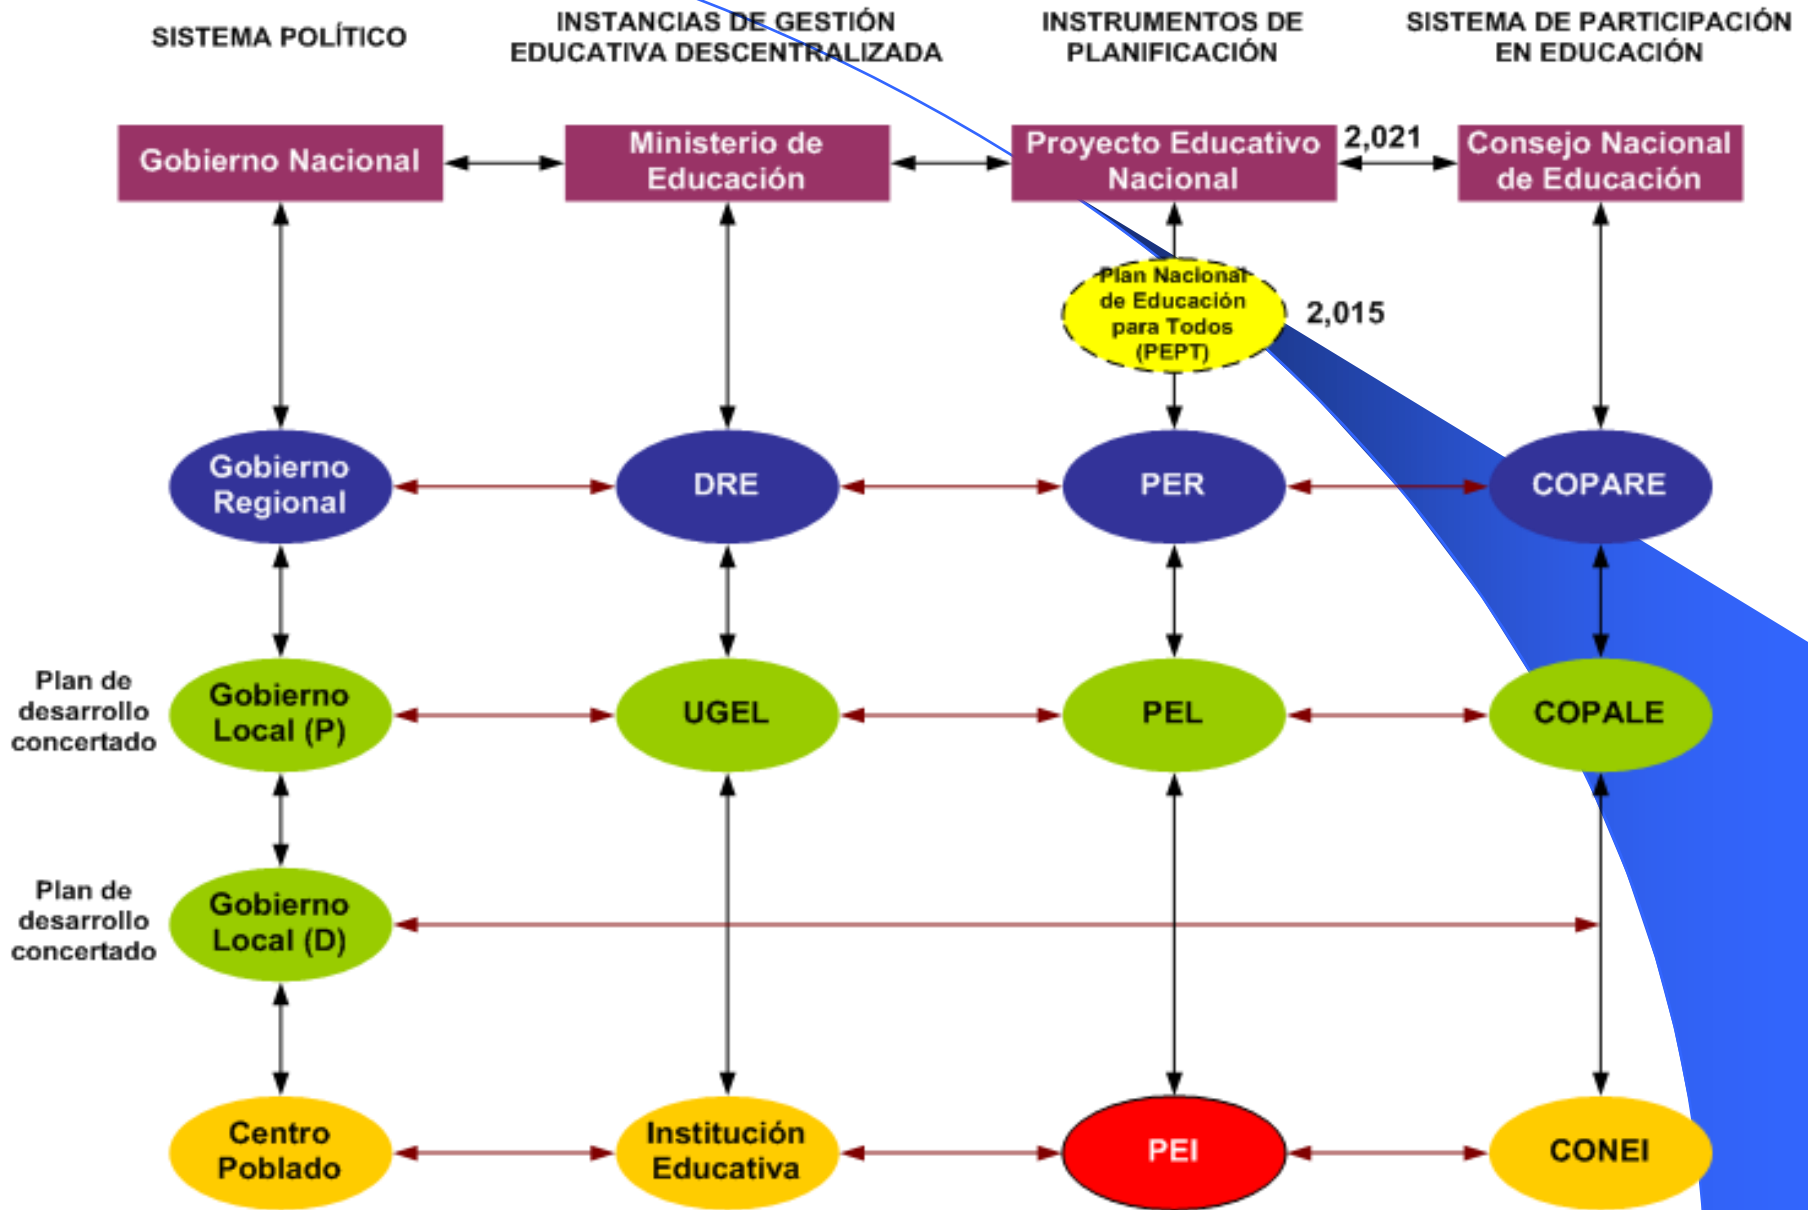 SISTEMA POLÍTICO
INSTANCIAS DE GESTIÓN
EDUCATIVA DESCENTRALIZADA
INSTRUMENTOS DE
PLANIFICACIÓN
SISTEMA DE PARTICIPACIÓN
EN EDUCACIÓN
Gobierno Nacional
Ministerio de
Educación
Proyecto Educativo
Nacional
2,021
Consejo Nacional
de Educación
Plan Nacional
de Educación
para Todos
(PEPT)
2,015
Gobierno
Regional
DRE
PER
COPARE
Plan de
desarrollo
concertado
Gobierno
Local (P)
UGEL
PEL
COPALE
Plan de
desarrollo
concertado
Gobierno
Local (D)
Centro
Poblado
Institución
Educativa
PEI
CONEI